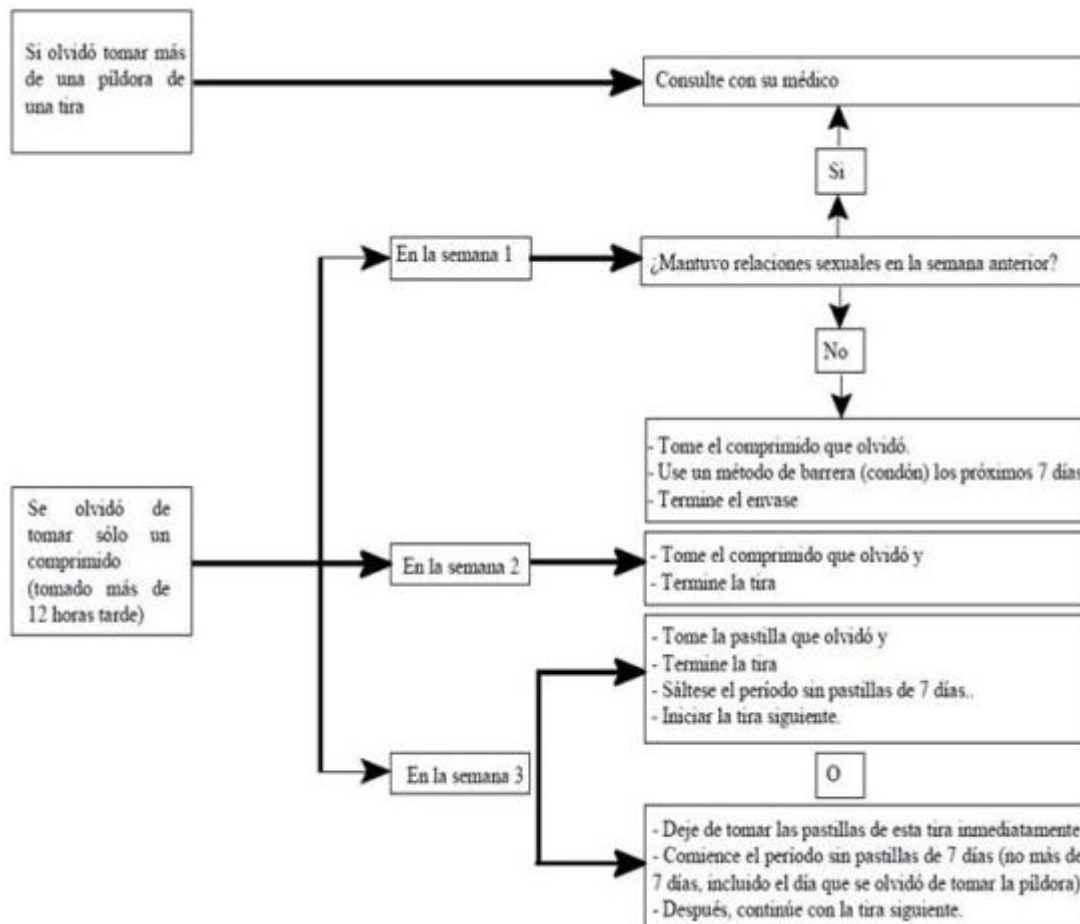 Si olvidó tomar más
de una píldora de
una tira
Consulte con su médico
Si
En la semana 1
¿Mantuvo relaciones sexuales en la semana anterior?
No
- Tome el comprimido que olvidó.
- Use un método de barrera (condón) los próximos 7 días
- Termine el envase
Se olvidó de
tomar sólo un
comprimido
(tomado más de
12 horas tarde)
En la semana 2
- Tome el comprimido que olvidó y
- Termine la tira
- Tome la pastilla que olvidó y
- Termine la tira
- Sáltese el período sin pastillas de 7 días..
- Iniciar la tira siguiente.
En la semana 3
O
- Deje de tomar las pastillas de esta tira inmediatamente
- Comience el período sin pastillas de 7 días (no más de
7 días, incluido el día que se olvidó de tomar la píldora)
- Después, continúe con la tira siguiente.